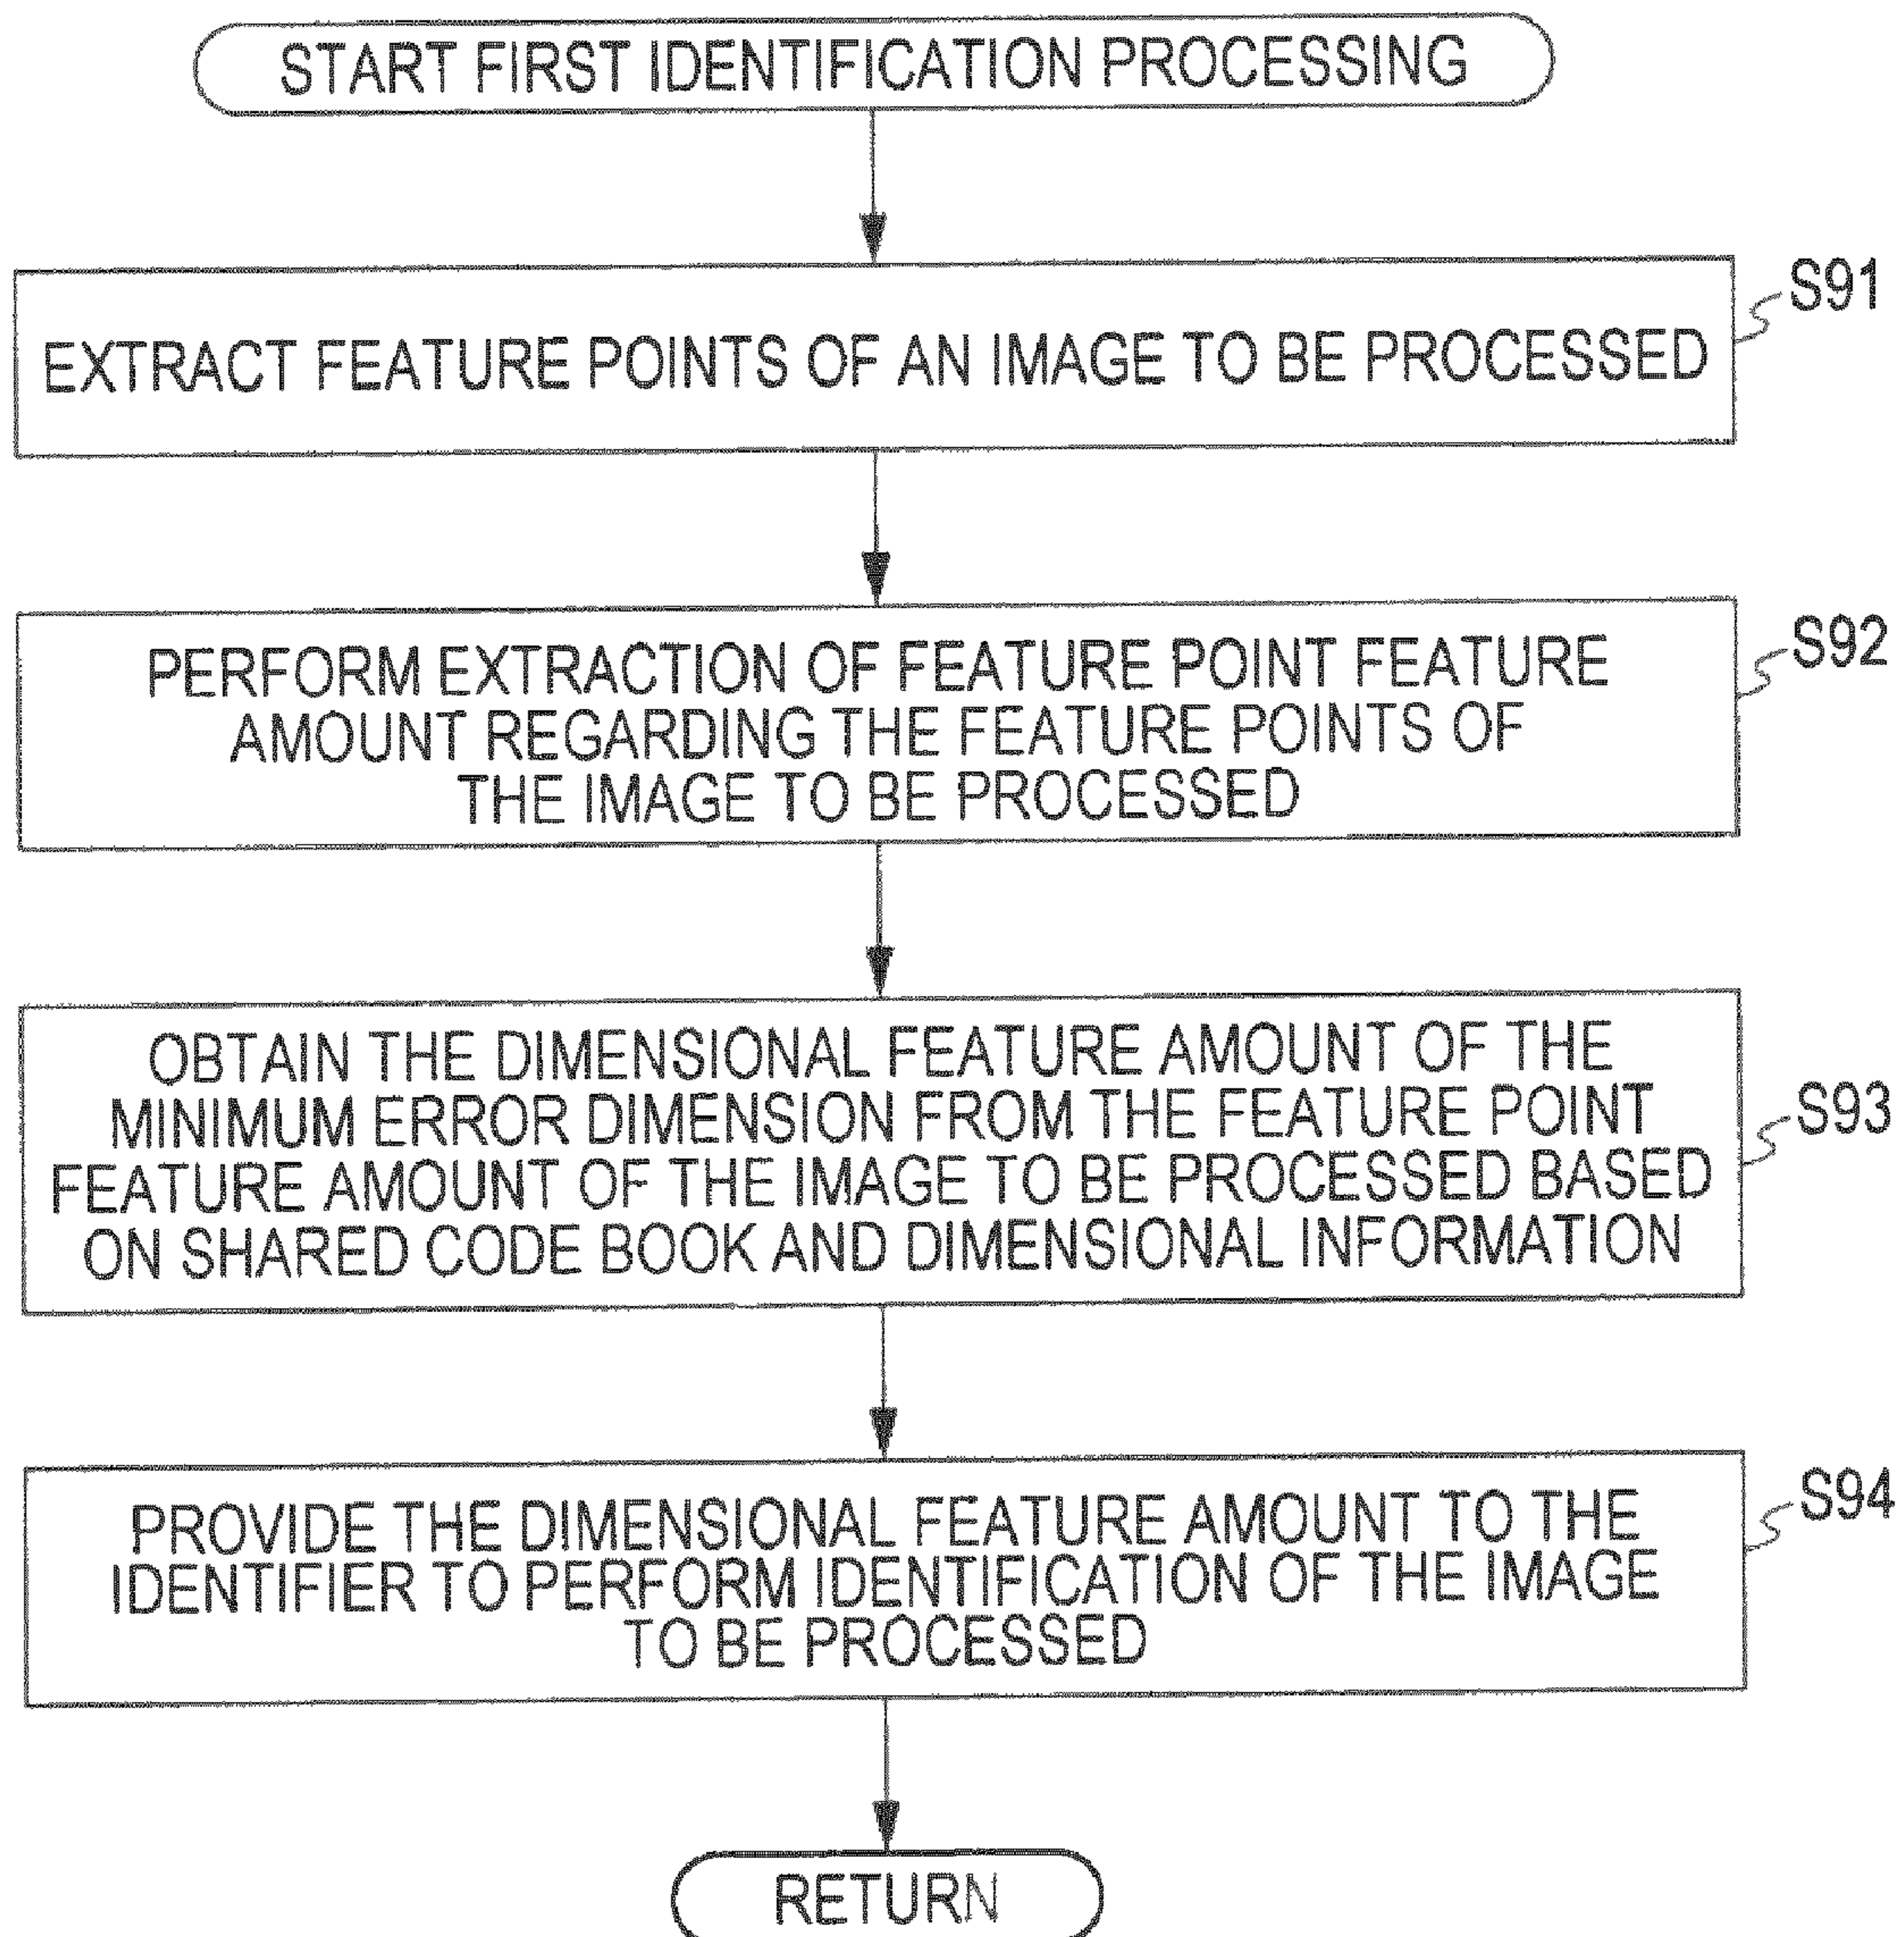 START FIRST IDENTIFICATION PROCESSING
S91
EXTRACT FEATURE POINTS OF AN IMAGE TO BE PROCESSED
S92
PERFORM EXTRACTION OF FEATURE POINT FEATURE
AMOUNT REGARDING THE FEATURE POINTS OF
THE IMAGE TO BE PROCESSED
S93
OBTAIN THE DIMENSIONAL FEATURE AMOUNT OF THE
MINIMUM ERROR DIMENSION FROM THE FEATURE POINT
FEATURE AMOUNT OF THE IMAGE TO BE PROCESSED BASED
ON SHARED CODE BOOK AND DIMENSIONAL INFORMATION
S94
PROVIDE THE DIMENSIONAL FEATURE AMOUNT TO THE
IDENTIFIER TO PERFORM IDENTIFICATION OF THE IMAGE
TO BE PROCESSED
RETURN